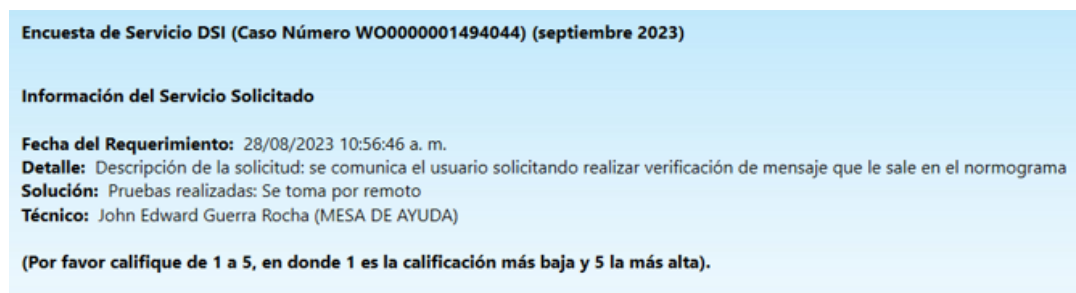 Encuesta de Servicio DSI (Caso Número WO0000001494044) (septiembre 2023)
Información del Servicio Solicitado
Fecha del Requerimiento: 28/08/2023 10:56:46 a. m.
Detalle: Descripción de la solicitud: se comunica el usuario solicitando realizar verificación de mensaje que le sale en el normograma
Solución: Pruebas realizadas: Se toma por remoto
Técnico: John Edward Guerra Rocha (MESA DE AYUDA)
(Por favor califique de 1 a 5, en donde 1 es la calificación más baja y 5 la más alta).